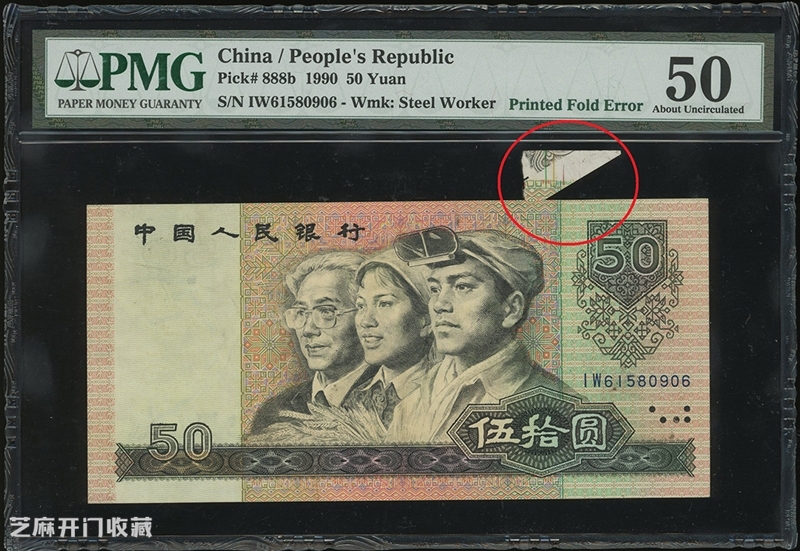 PMG
PAPER MONEY GUARANTY
China / People's Republic
Pick# 888b 1990 50 Yuan
S/N IW61580906 - Wmk: Steel Worker
Printed Fold Error
50
About Uncirculated
中国人民银行
50
IW61580906
50
伍拾圆
芝麻开门收藏